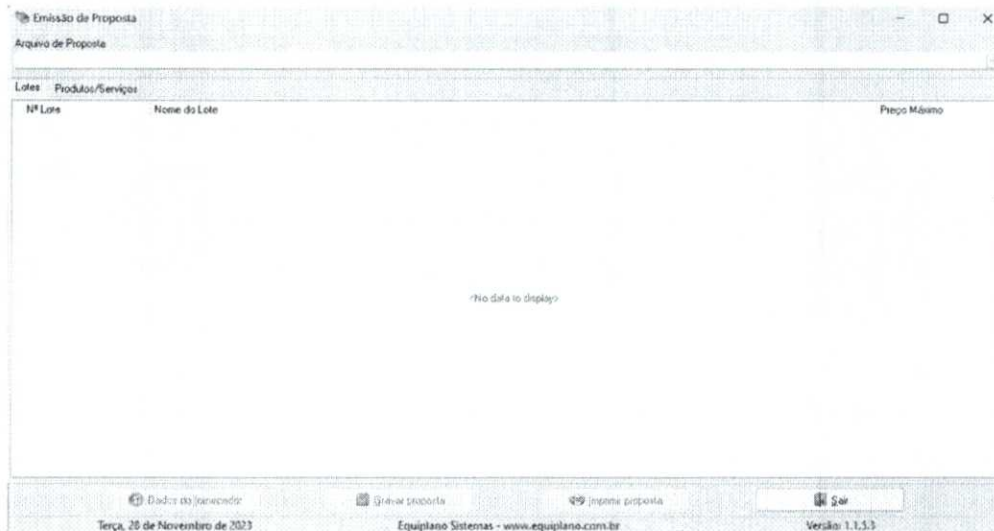 Emissão de Proposta
Arquivo de Proposta
Lotes Produtos/Serviços
Nº Lote Nome do Lote Preço Máximo
<No data to display>
Dados do fornecedor Gravar proposta Imprimir proposta Sair
Terça, 28 de Novembro de 2023 Equiplano Sistemas - www.equiplano.com.br Versão: 1.1.3.3